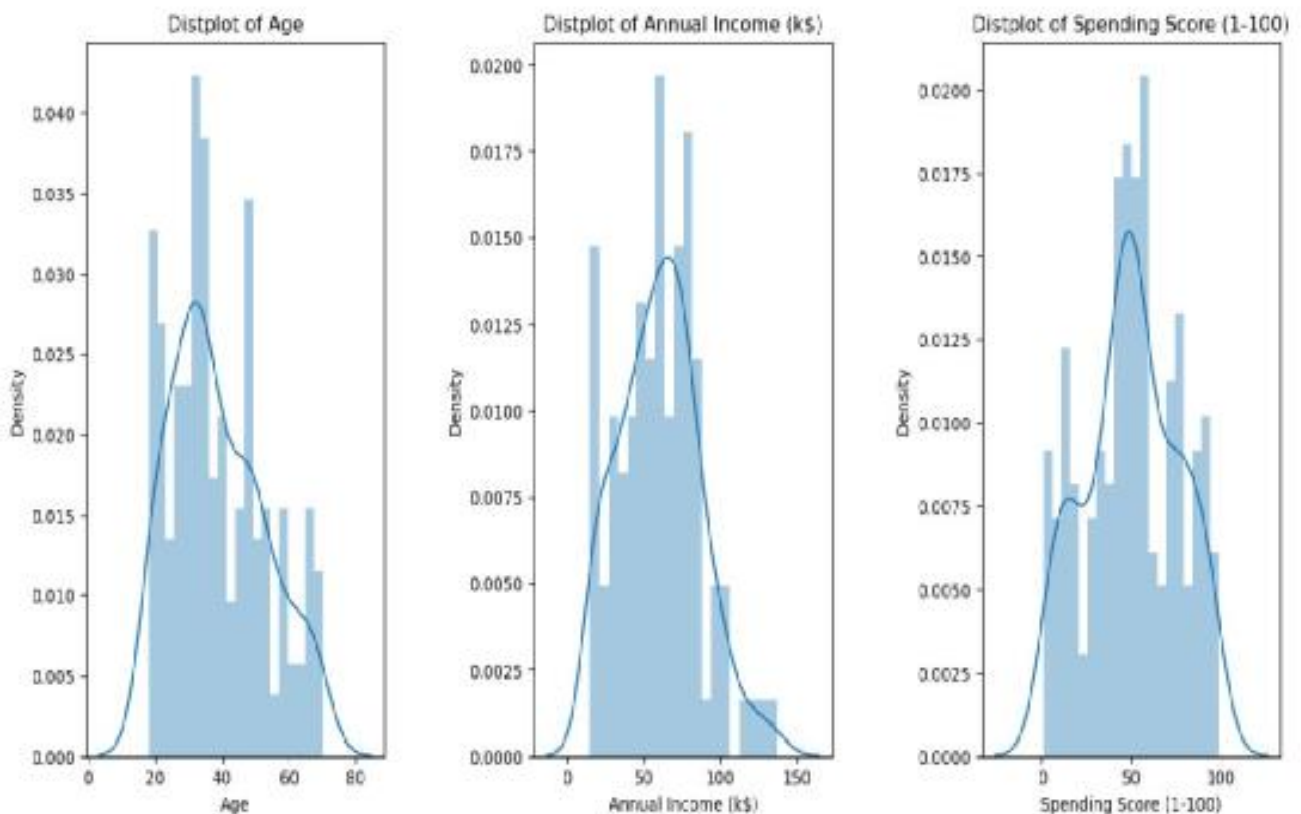 Distplot of Age
0.040
0.035
0.030
0.025
0.020
0.015
0.010
0.005
0.000
Density
0 20 40 60 80
Age
Distplot of Annual Income (k$)
0.0200
0.0175
0.0150
0.0125
0.0100
0.0075
0.0050
0.0025
0.0000
Density
0 50 100 150
Annual Income (k$)
Distplot of Spending Score (1-100)
0.0200
0.0175
0.0150
0.0125
0.0100
0.0075
0.0050
0.0025
0.0000
Density
0 50 100
Spending Score (1-100)